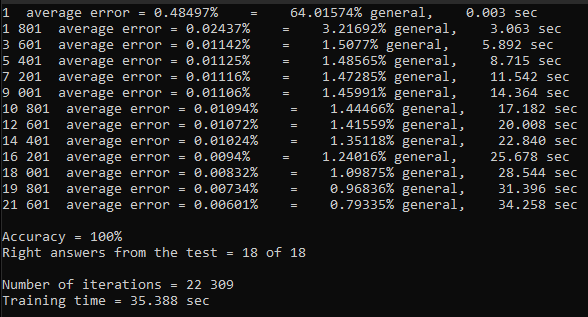 1  average error = 0.48497%    =    64.01574% general,    0.003 sec
1 801  average error = 0.02437%    =    3.21692% general,    3.063 sec
3 601  average error = 0.01142%    =    1.5077% general,    5.892 sec
5 401  average error = 0.01125%    =    1.48565% general,    8.715 sec
7 201  average error = 0.01116%    =    1.47285% general,    11.542 sec
9 001  average error = 0.01106%    =    1.45991% general,    14.364 sec
10 801  average error = 0.01094%    =    1.44466% general,    17.182 sec
12 601  average error = 0.01072%    =    1.41559% general,    20.008 sec
14 401  average error = 0.01024%    =    1.35118% general,    22.840 sec
16 201  average error = 0.0094%    =    1.24016% general,    25.678 sec
18 001  average error = 0.00832%    =    1.09875% general,    28.544 sec
19 801  average error = 0.00734%    =    0.96836% general,    31.396 sec
21 601  average error = 0.00601%    =    0.79335% general,    34.258 sec
Accuracy = 100%
Right answers from the test = 18 of 18
Number of iterations = 22 309
Training time = 35.388 sec